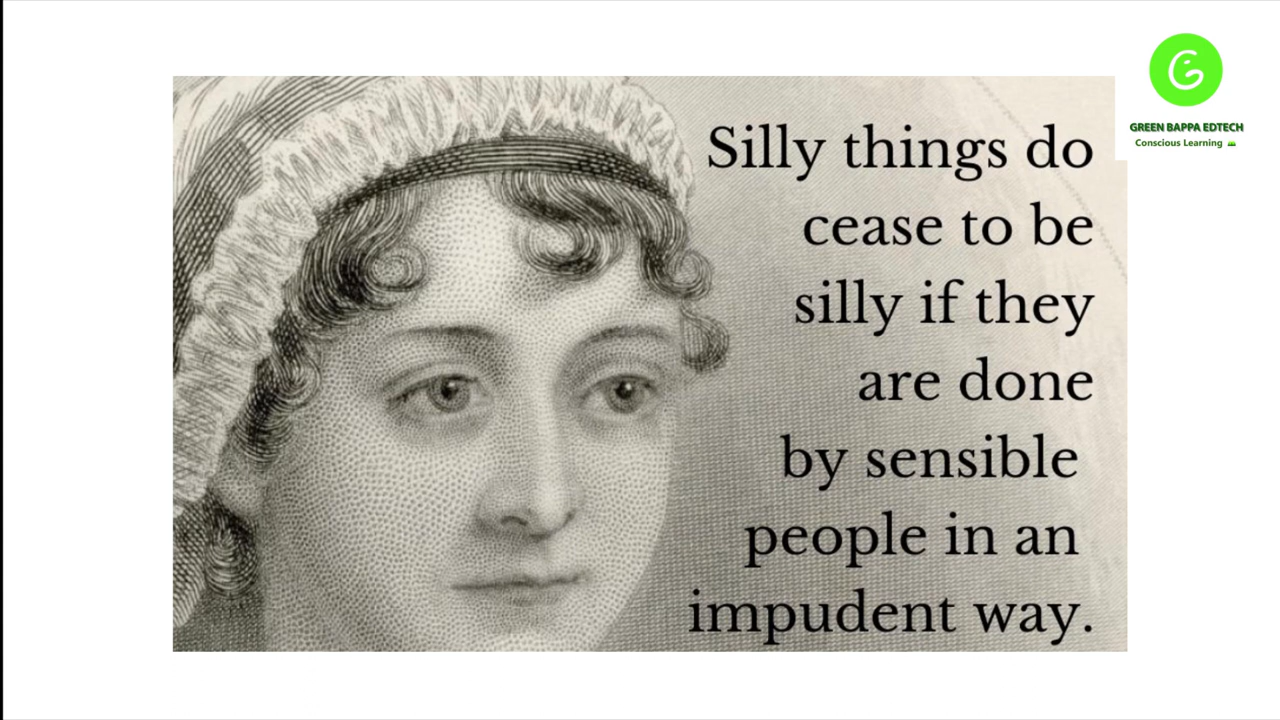 Silly things do
cease to be
silly if they
are done
by sensible
people in an
impudent way.
GREEN BAPPA EDTECH
Conscious Learning